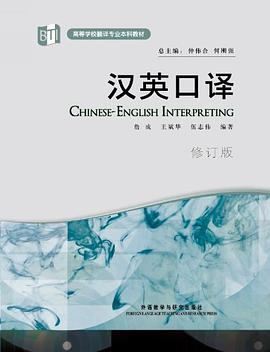 BTI 高等学校翻译专业本科教材
总主编：仲伟合 何刚强
汉英口译
CHINESE-ENGLISH INTERPRETING
詹成 王斌华 伍志伟 编著
修订版
外语教学与研究出版社
FOREIGN LANGUAGE TEACHING AND RESEARCH PRESS